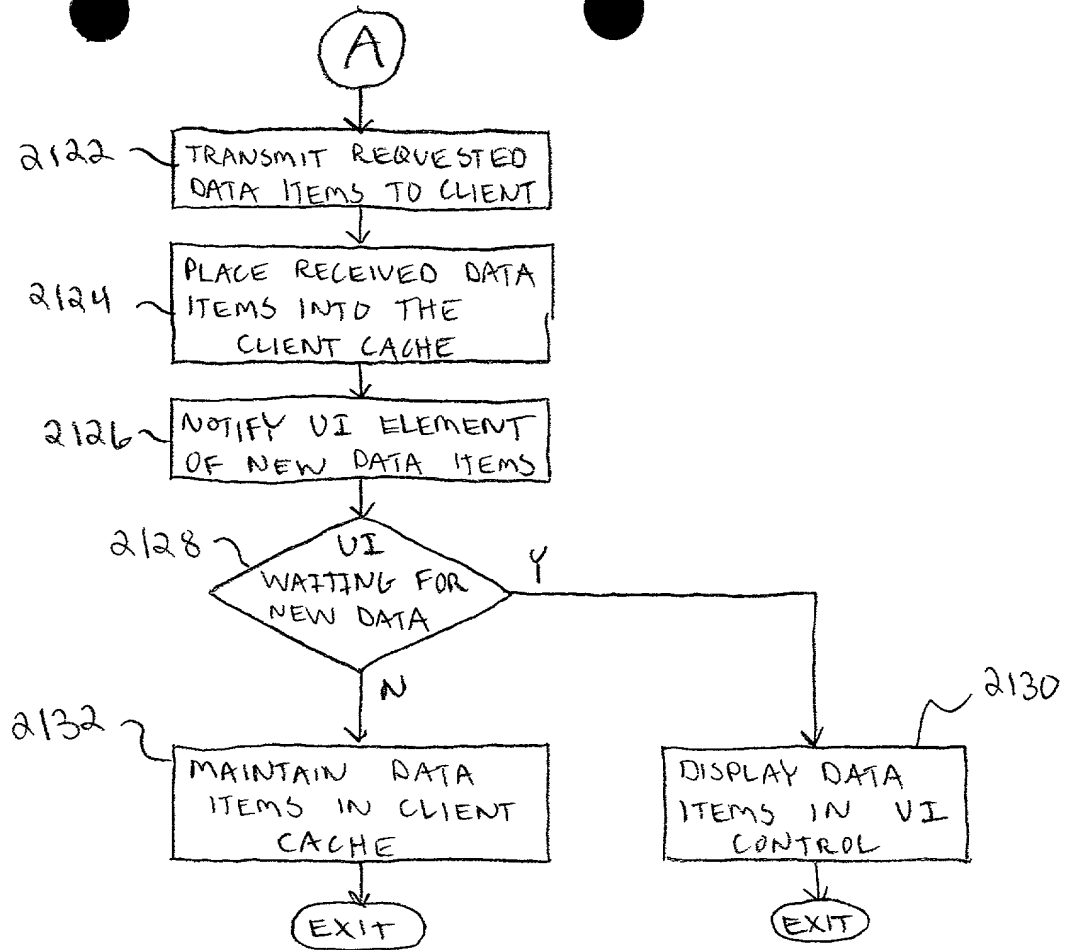 A
2122
TRANSMIT REQUESTED
DATA ITEMS TO CLIENT
2124
PLACE RECEIVED DATA
ITEMS INTO THE
CLIENT CACHE
2126
NOTIFY UI ELEMENT
OF NEW DATA ITEMS
2128
UI
WAITING FOR
NEW DATA
Y
N
2132
MAINTAIN DATA
ITEMS IN CLIENT
CACHE
EXIT
2130
DISPLAY DATA
ITEMS IN UI
CONTROL
EXIT